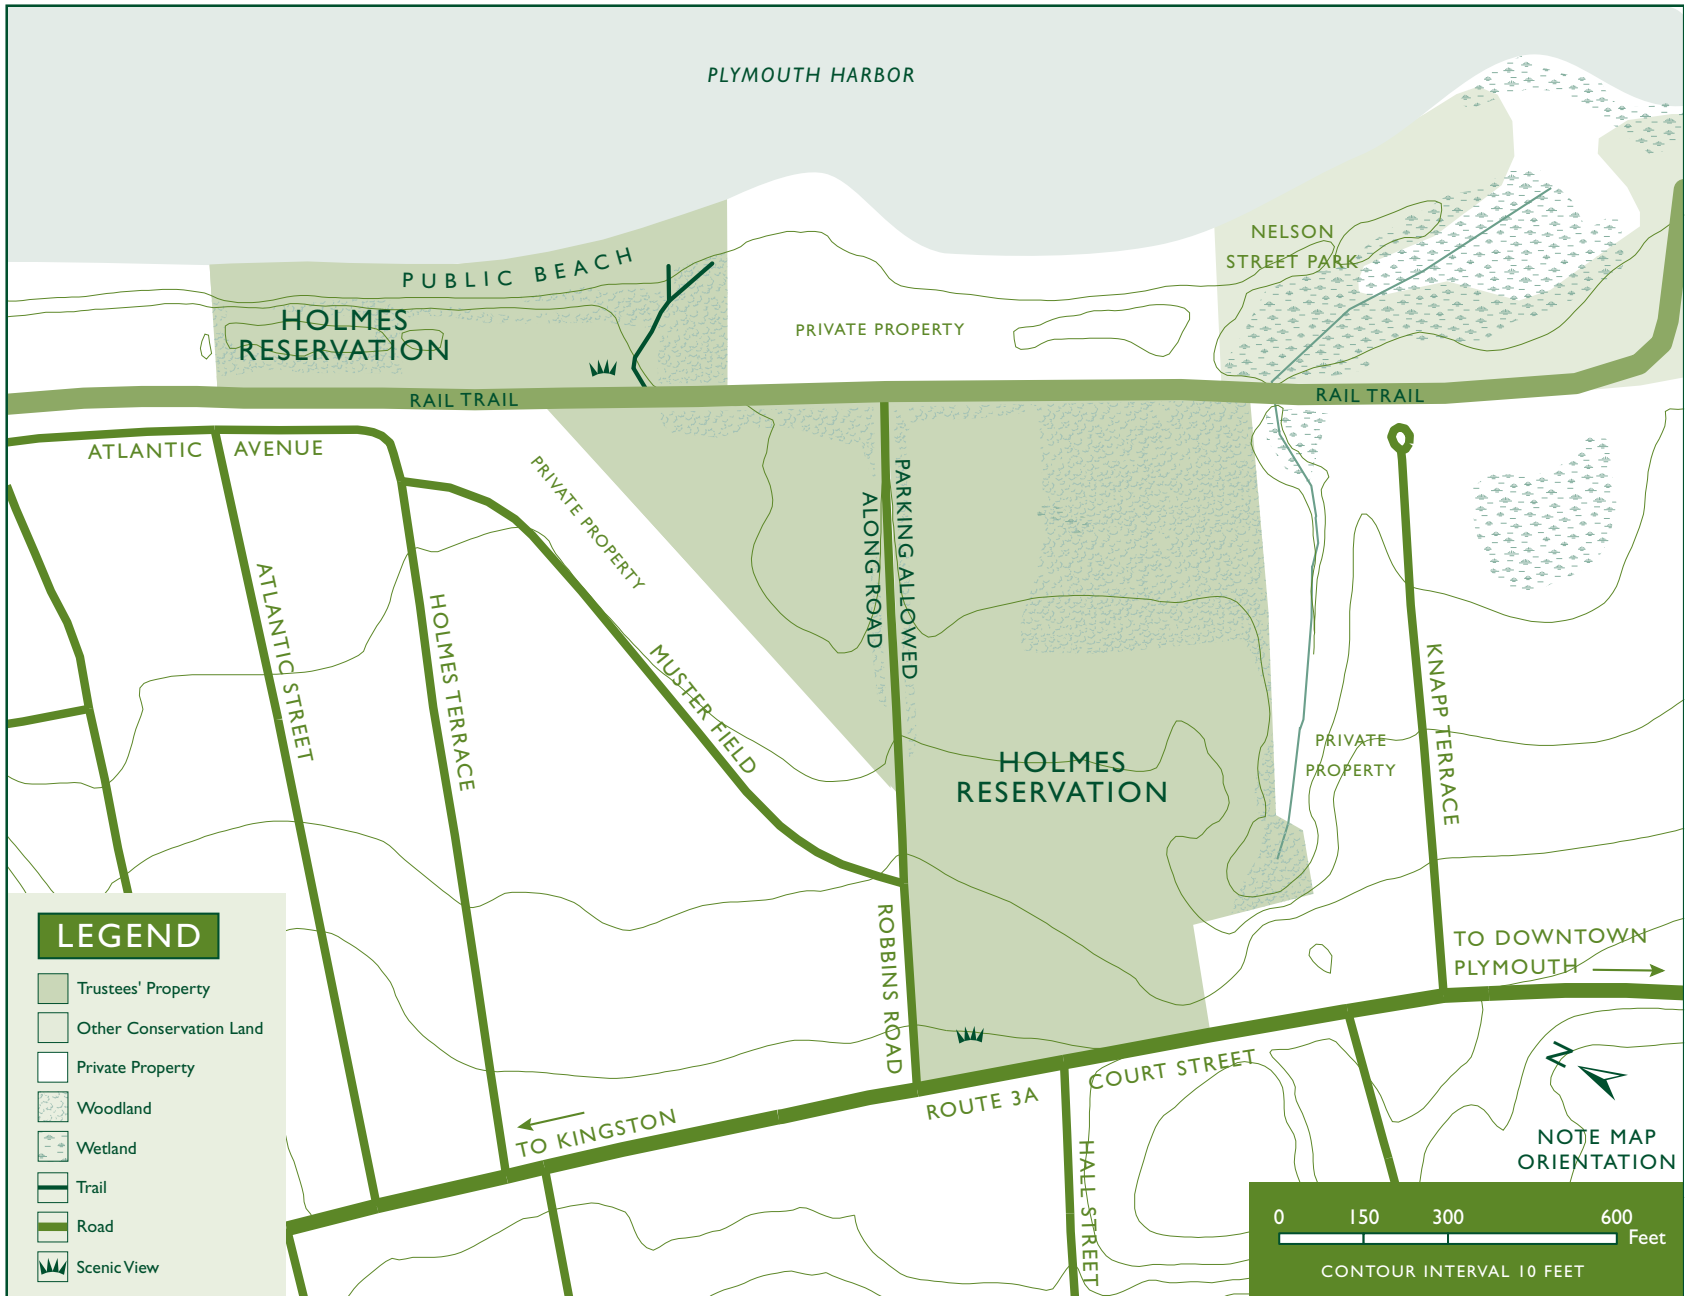 PLYMOUTH HARBOR
NELSON
STREET PARK
PUBLIC BEACH
HOLMES
RESERVATION
PRIVATE PROPERTY
RAIL TRAIL
RAIL TRAIL
ATLANTIC AVENUE
PRIVATE PROPERTY
PARKING ALLOWED
ALONG ROAD
ATLANTIC STREET
HOLMES TERRACE
MUSTER FIELD
KNAPP TERRACE
PRIVATE
PROPERTY
HOLMES
RESERVATION
ROBBINS ROAD
TO DOWNTOWN
PLYMOUTH
COURT STREET
ROUTE 3A
TO KINGSTON
HALL STREET
N
NOTE MAP
ORIENTATION
LEGEND
Trustees' Property
Other Conservation Land
Private Property
Woodland
Wetland
Trail
Road
Scenic View
0 150 300 600
Feet
CONTOUR INTERVAL 10 FEET